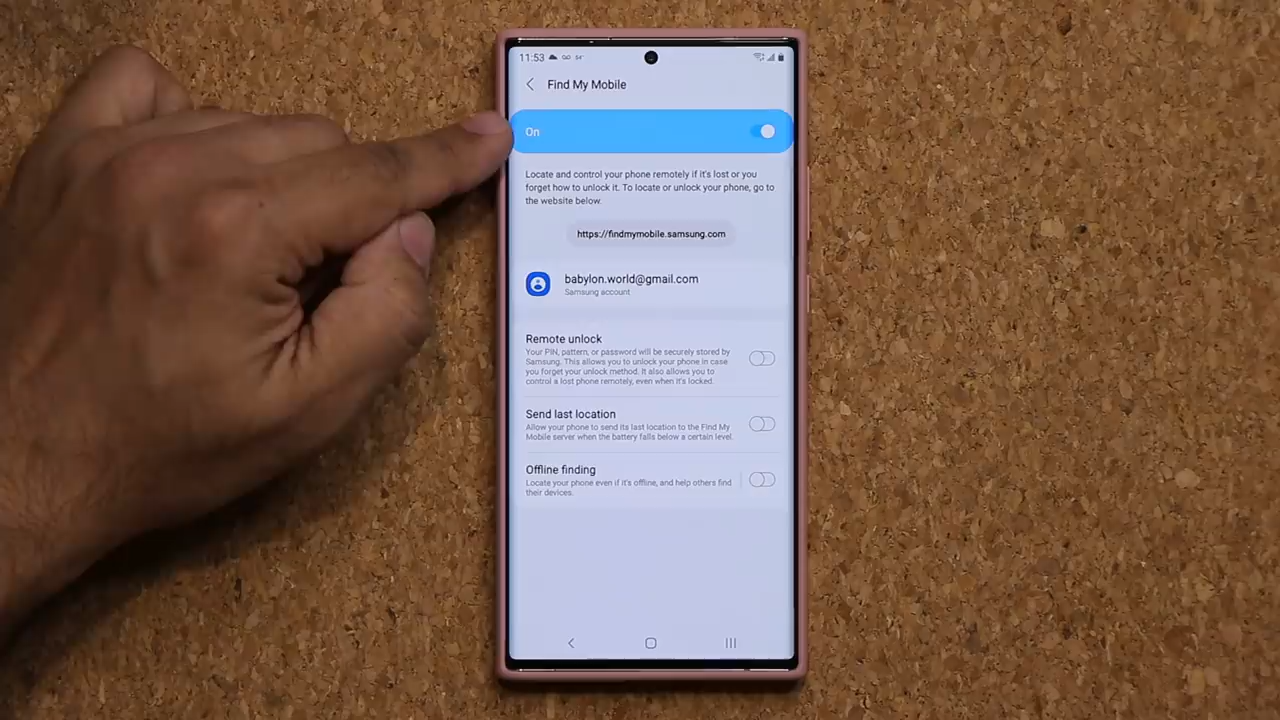 11:53 54°
Find My Mobile
On
Locate and control your phone remotely if it's lost or you
forget how to unlock it. To locate or unlock your phone, go to
the website below.
https://findmymobile.samsung.com
babylon.world@gmail.com
Samsung account
Remote unlock
Your PIN, pattern, or password will be securely stored by
Samsung. This allows you to unlock your phone in case
you forget your unlock method. It also allows you to
control a lost phone remotely, even when it's locked.
Send last location
Allow your phone to send its last location to the Find My
Mobile server when the battery falls below a certain level.
Offline finding
Locate your phone even if it's offline, and help others find
their devices.